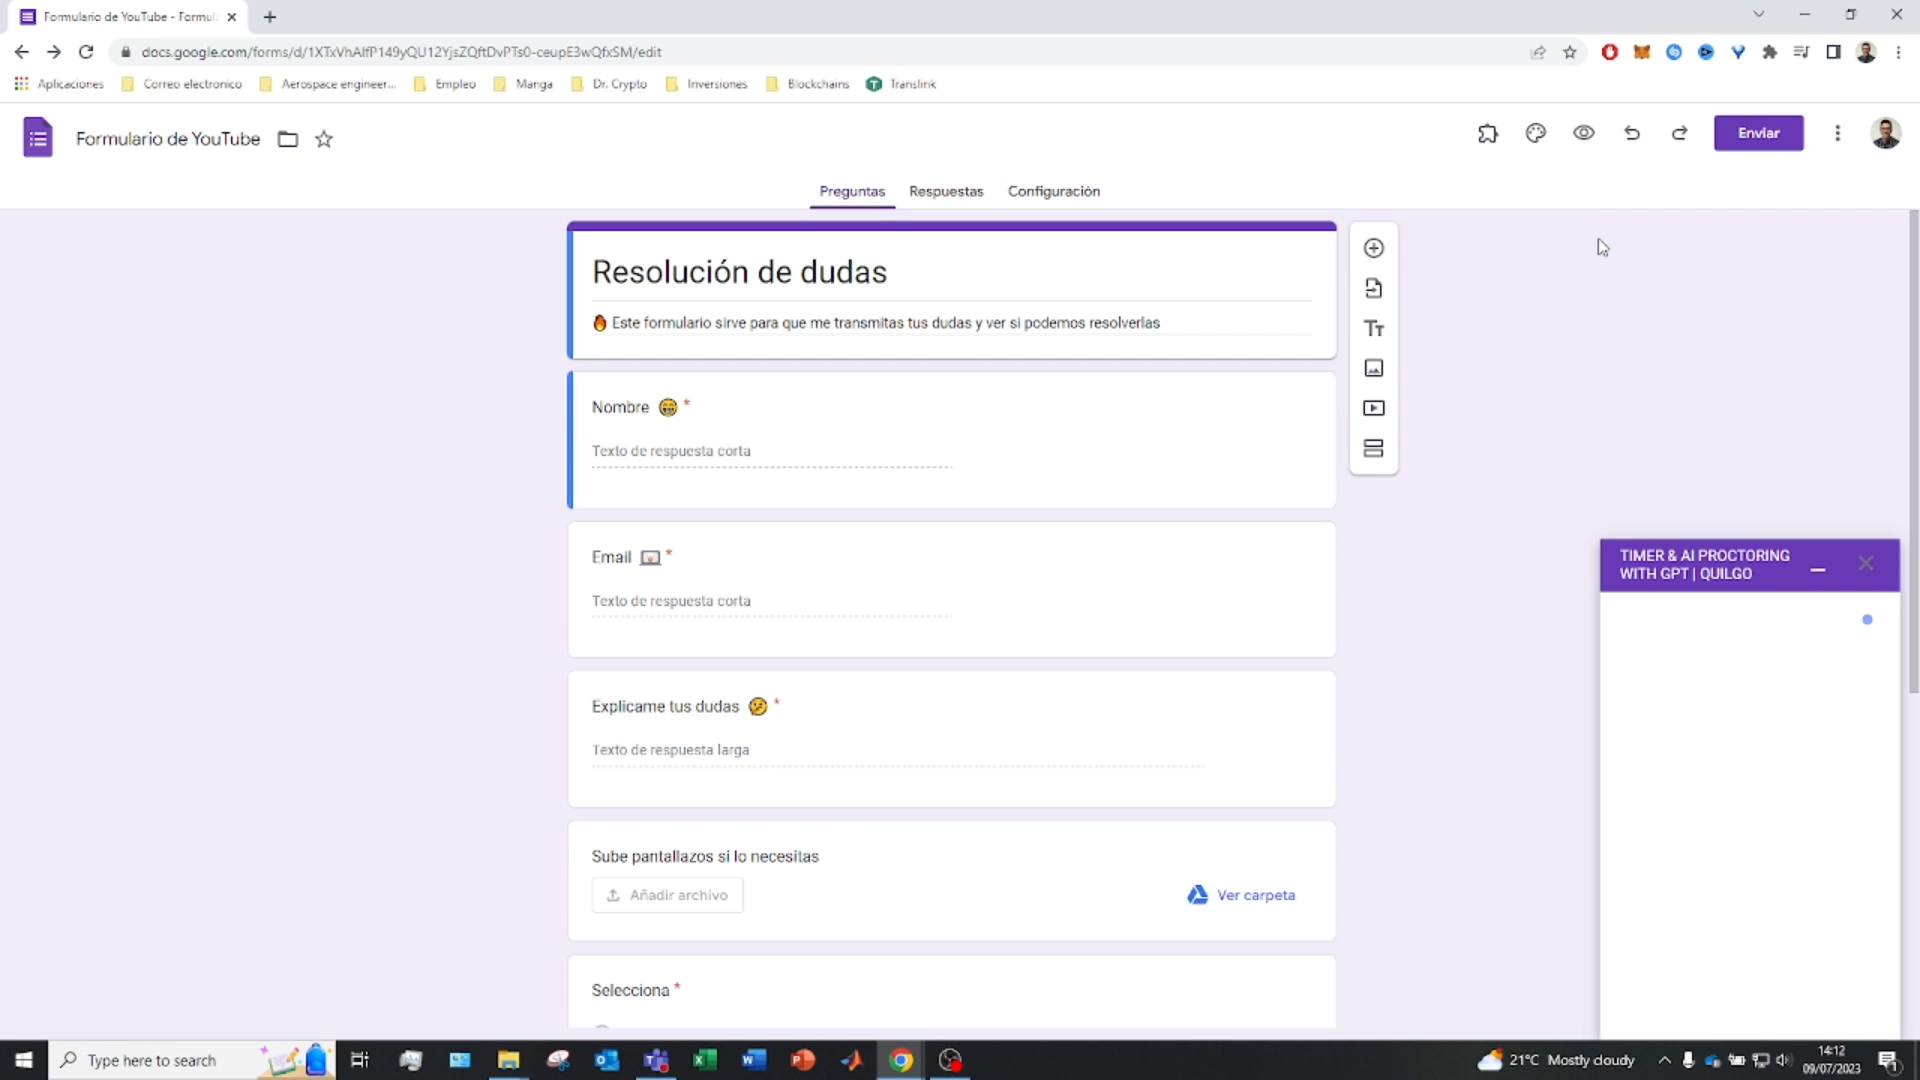 Formulario de YouTube - Formul
docs.google.com/forms/d/1XTxVhAlfP149yQU12YjsZQftDvPTs0-ceupE3wQfxSM/edit
Aplicaciones
Correo electronico
Aerospace engineer...
Empleo
Manga
Dr. Crypto
Inversiones
Blockchains
Translink
Formulario de YouTube
Enviar
Preguntas
Respuestas
Configuración
Resolución de dudas
🔥 Este formulario sirve para que me transmitas tus dudas y ver si podemos resolverlas
Nombre 😁 *
Texto de respuesta corta
Email *
Texto de respuesta corta
Explicame tus dudas 🤔 *
Texto de respuesta larga
Sube pantallazos si lo necesitas
Añadir archivo
Ver carpeta
Selecciona *
TIMER & AI PROCTORING
WITH GPT | QUILGO
Type here to search
21°C Mostly cloudy
14:12
09/07/2023